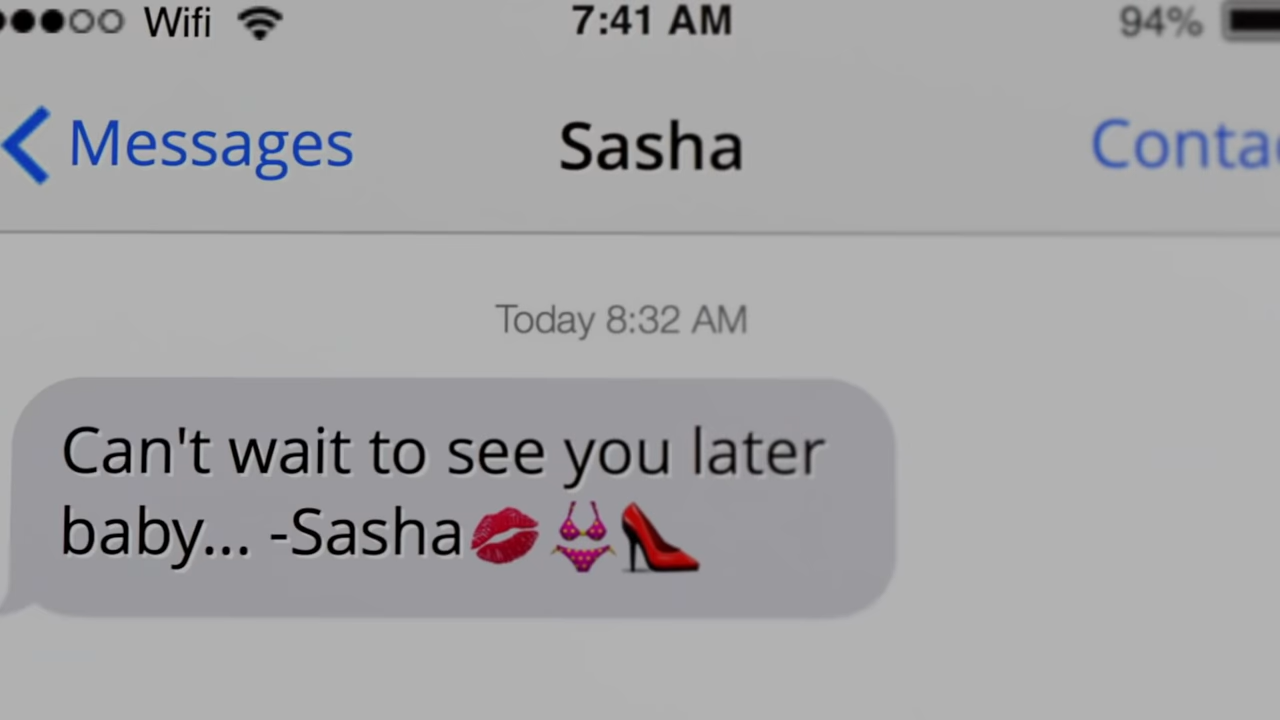 Wifi 7:41 AM 94%
Messages Sasha Conta
Today 8:32 AM
Can't wait to see you later
baby... -Sasha💋👙👠